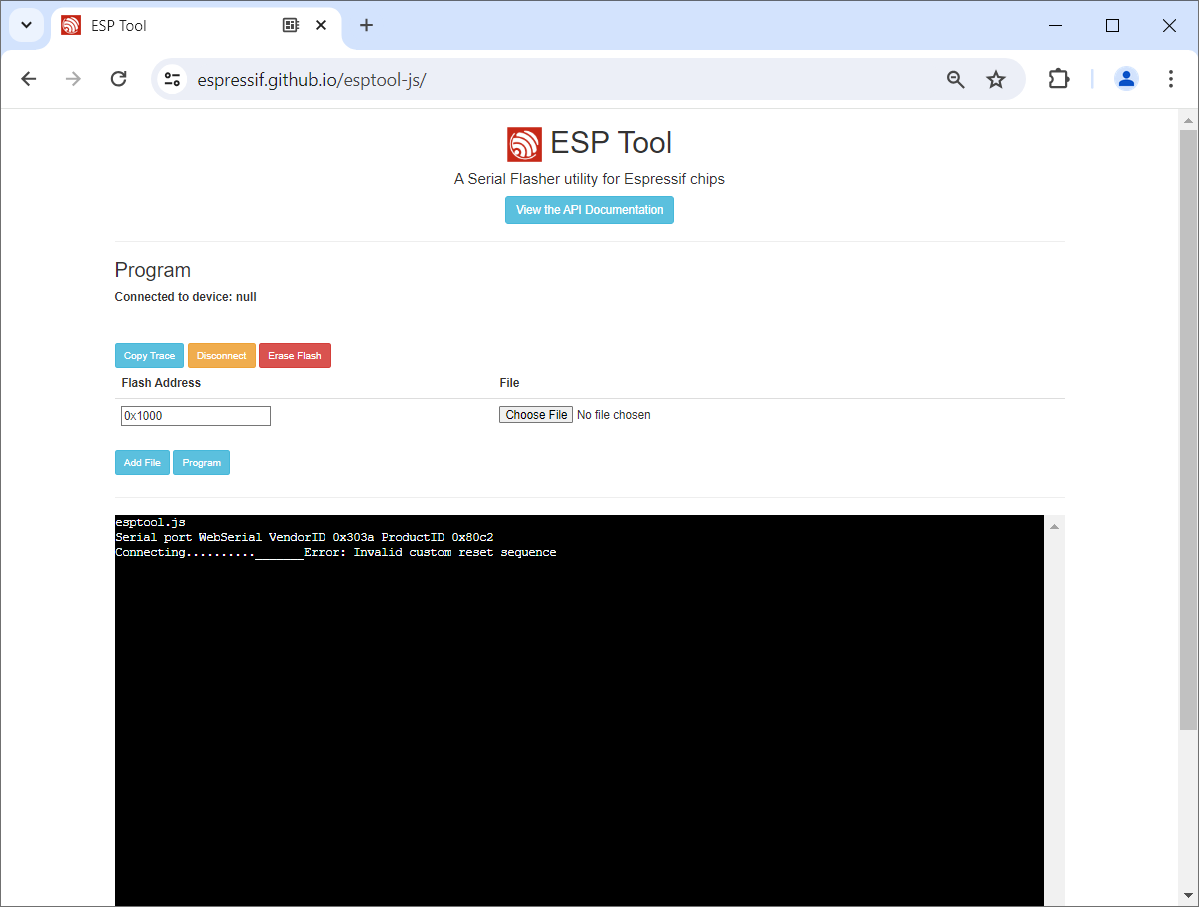 ESP Tool
espressif.github.io/esptool-js/
ESP Tool
A Serial Flasher utility for Espressif chips
View the API Documentation
Program
Connected to device: null
Copy Trace Disconnect Erase Flash
Flash Address File
0x1000 Choose File No file chosen
Add File Program
esptool.js
Serial port WebSerial VendorID 0x303a ProductID 0x80c2
Connecting.........._______Error: Invalid custom reset sequence